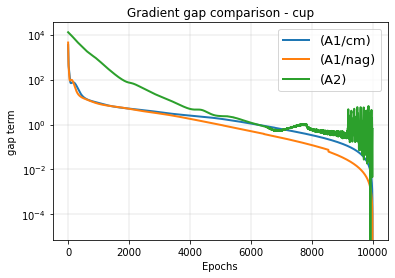 Gradient gap comparison - cup
(A1/cm)
(A1/nag)
(A2)
gap term
10⁴
10²
10⁰
10⁻²
10⁻⁴
0 2000 4000 6000 8000 10000
Epochs